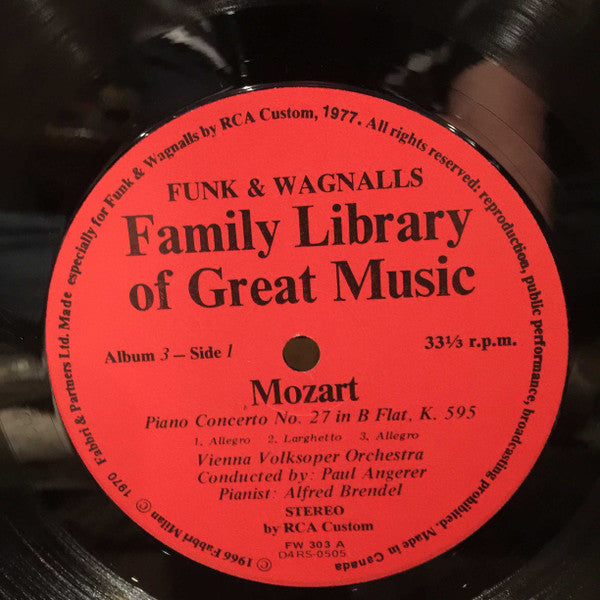 © 1966 Fabbri Milan © 1970 Fabbri & Partners Ltd. Made especially for Funk & Wagnalls by RCA Custom, 1977. All rights reserved: reproduction, public performance, broadcasting prohibited. Made in Canada
FUNK & WAGNALLS
Family Library
of Great Music
Album 3 – Side 1
33⅓ r.p.m.
Mozart
Piano Concerto No. 27 in B Flat, K. 595
1. Allegro 2. Larghetto 3. Allegro
Vienna Volksoper Orchestra
Conducted by: Paul Angerer
Pianist: Alfred Brendel
STEREO
by RCA Custom
FW 303 A
D4RS-0505